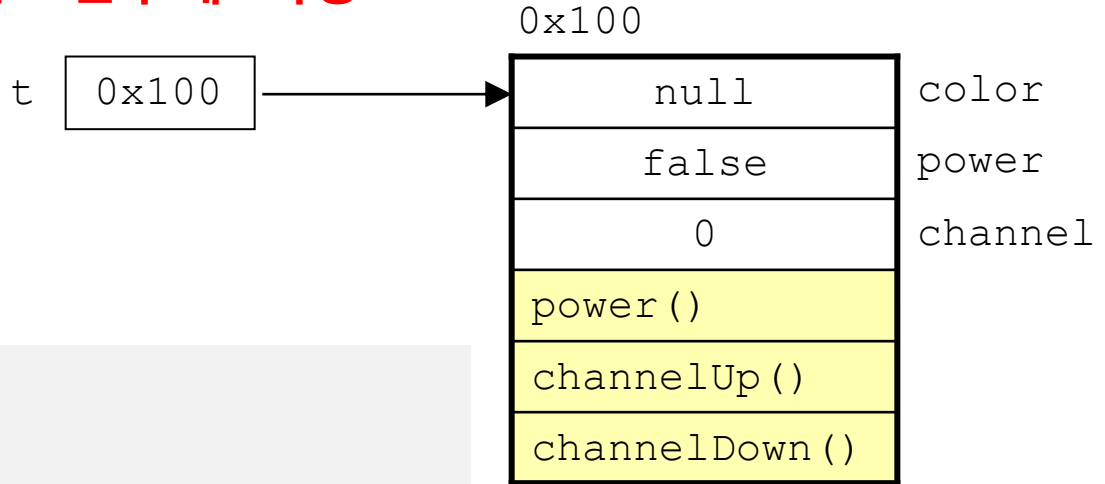 0x100
t 0x100 null color
false power
0 channel
power()
channelUp()
channelDown()